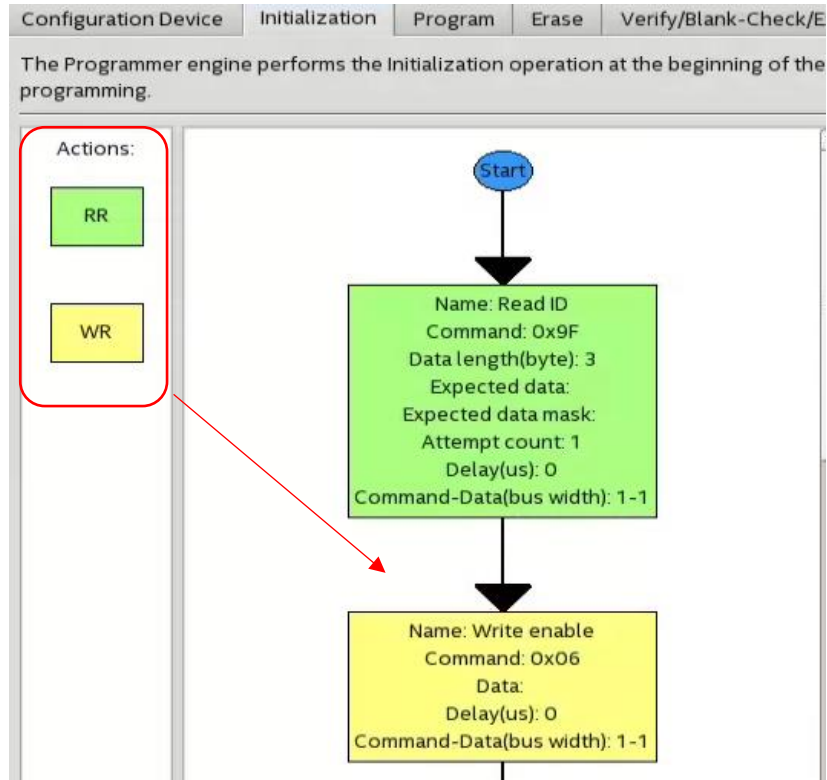 Configuration Device Initialization Program Erase Verify/Blank-Check/E
The Programmer engine performs the Initialization operation at the beginning of the
programming.
Actions:
RR
WR
Start
Name: Read ID
Command: 0x9F
Data length(byte): 3
Expected data:
Expected data mask:
Attempt count: 1
Delay(us): 0
Command-Data(bus width): 1-1
Name: Write enable
Command: 0x06
Data:
Delay(us): 0
Command-Data(bus width): 1-1